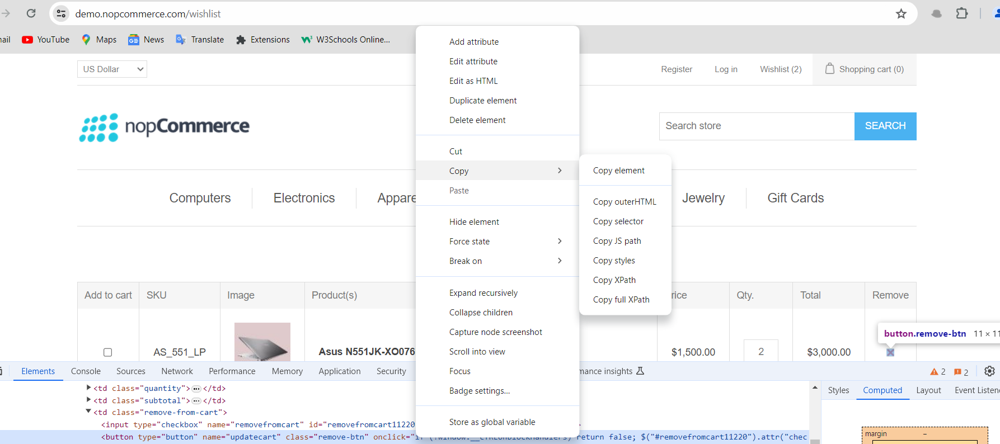 demo.nopcommerce.com/wishlist
YouTube Maps News Translate Extensions W3Schools Online...
US Dollar Register Log in Wishlist (2) Shopping cart (0)
nopCommerce
Search store SEARCH
Computers Electronics Jewelry Gift Cards
Add attribute
Edit attribute
Edit as HTML
Duplicate element
Delete element
Cut
Copy
Paste
Hide element
Force state
Break on
Expand recursively
Collapse children
Capture node screenshot
Scroll into view
Focus
Badge settings...
Store as global variable
Copy element
Copy outerHTML
Copy selector
Copy JS path
Copy styles
Copy XPath
Copy full XPath
Add to cart SKU Image Product(s) rice Qty. Total Remove
button.remove-btn 11 × 11
AS_551_LP Asus N551JK-XO076 $1,500.00 2 $3,000.00
Elements Console Sources Network Performance Memory Application Security mance insights 2 2
<td class="quantity"> ••• </td>
<td class="subtotal"> ••• </td>
<td class="remove-from-cart">
<input type="checkbox" name="removefromcart" id="removefromcart11220
<button type="button" name="updatecart" class="remove-btn" onclick= return false; $("#removefromcart11220").attr("chec
Styles Computed Layout Event Listen
margin –